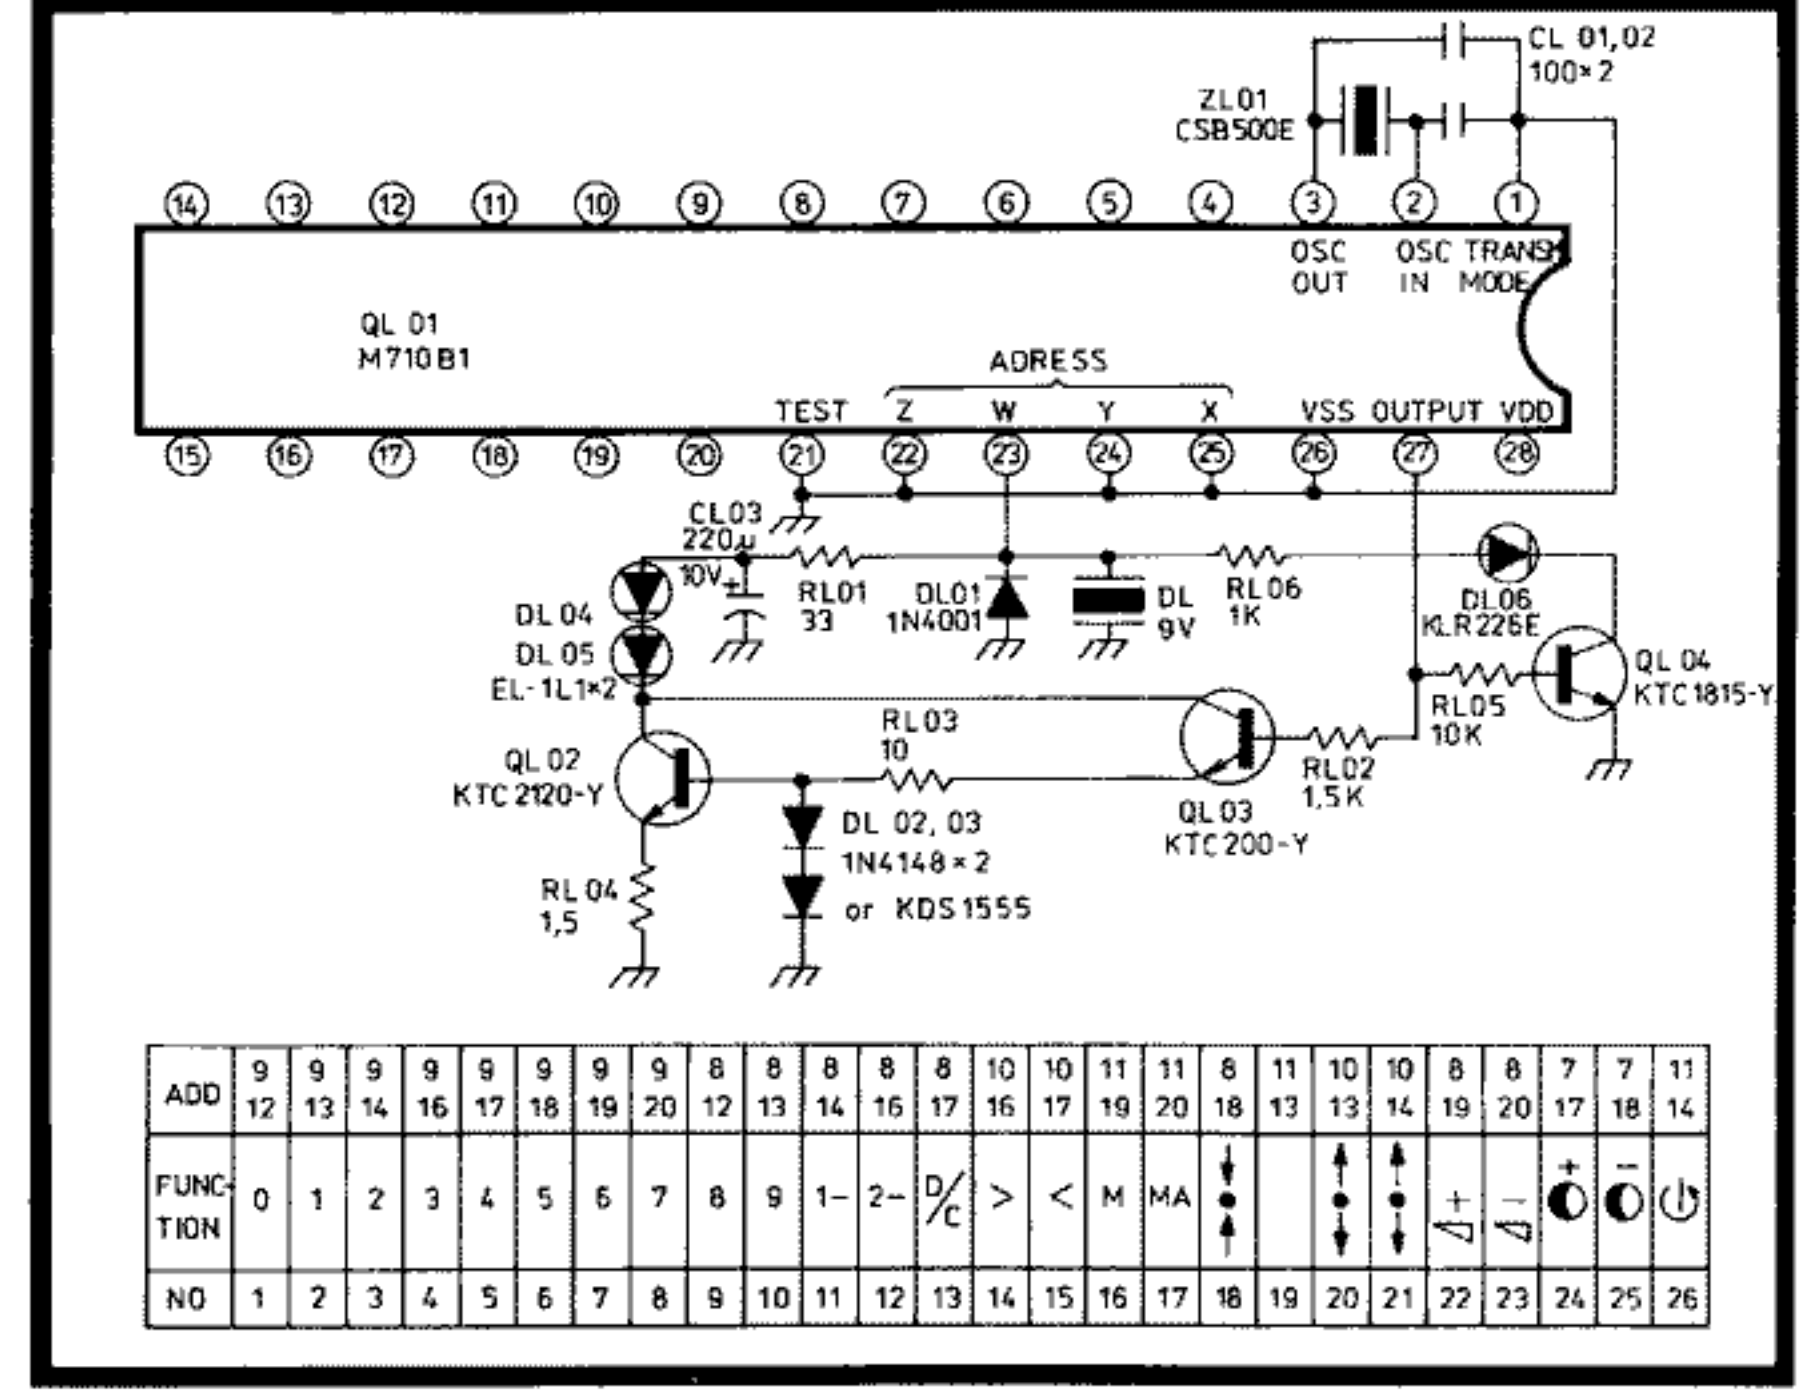 CL 01,02
100×2
ZL01
CSB500E
14 13 12 11 10 9 8 7 6 5 4 3 2 1
OSC OUT
OSC IN
TRANSM MODE
QL 01
M710B1
ADRESS
TEST Z W Y X VSS OUTPUT VDD
15 16 17 18 19 20 21 22 23 24 25 26 27 28
CL03
220µ
10V +
RL01
33
DL01
1N4001
DL
9V
RL06
1K
DL06
KLR226E
DL 04
DL 05
EL-1L1×2
QL 04
KTC1815-Y
RL05
10K
RL03
10
QL 02
KTC2120-Y
RL02
1,5K
QL03
KTC200-Y
DL 02, 03
1N4148×2
or KDS1555
RL04
1,5
ADD 9 9 9 9 9 9 9 9 8 8 8 8 8 10 10 11 11 8 11 10 10 8 8 7 7 11
12 13 14 16 17 18 19 20 12 13 14 16 17 16 17 19 20 18 13 13 14 19 20 17 18 14
FUNC-
TION 0 1 2 3 4 5 6 7 8 9 1- 2- D/C > < M MA + - + -
NO 1 2 3 4 5 6 7 8 9 10 11 12 13 14 15 16 17 18 19 20 21 22 23 24 25 26